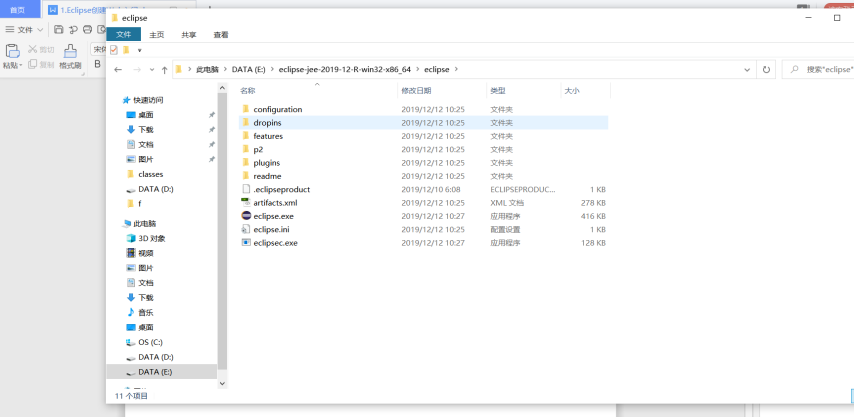 首页 1.Eclipse创建
eclipse
文件 文件 主页 共享 查看
粘贴 剪切 复制 格式刷 宋体 B
此电脑 > DATA (E:) > eclipse-jee-2019-12-R-win32-x86_64 > eclipse > 搜索"eclipse"
名称 修改日期 类型 大小
快速访问
桌面
下载
文档
图片
classes
DATA (D:)
f
此电脑
3D 对象
视频
图片
文档
下载
音乐
桌面
OS (C:)
DATA (D:)
DATA (E:)
configuration 2019/12/12 10:25 文件夹
dropins 2019/12/12 10:25 文件夹
features 2019/12/12 10:25 文件夹
p2 2019/12/12 10:25 文件夹
plugins 2019/12/12 10:25 文件夹
readme 2019/12/12 10:25 文件夹
.eclipseproduct 2019/12/10 6:08 ECLIPSEPRODUC... 1 KB
artifacts.xml 2019/12/12 10:25 XML 文档 278 KB
eclipse.exe 2019/12/12 10:27 应用程序 416 KB
eclipse.ini 2019/12/12 10:25 配置设置 1 KB
eclipsec.exe 2019/12/12 10:27 应用程序 128 KB
11 个项目